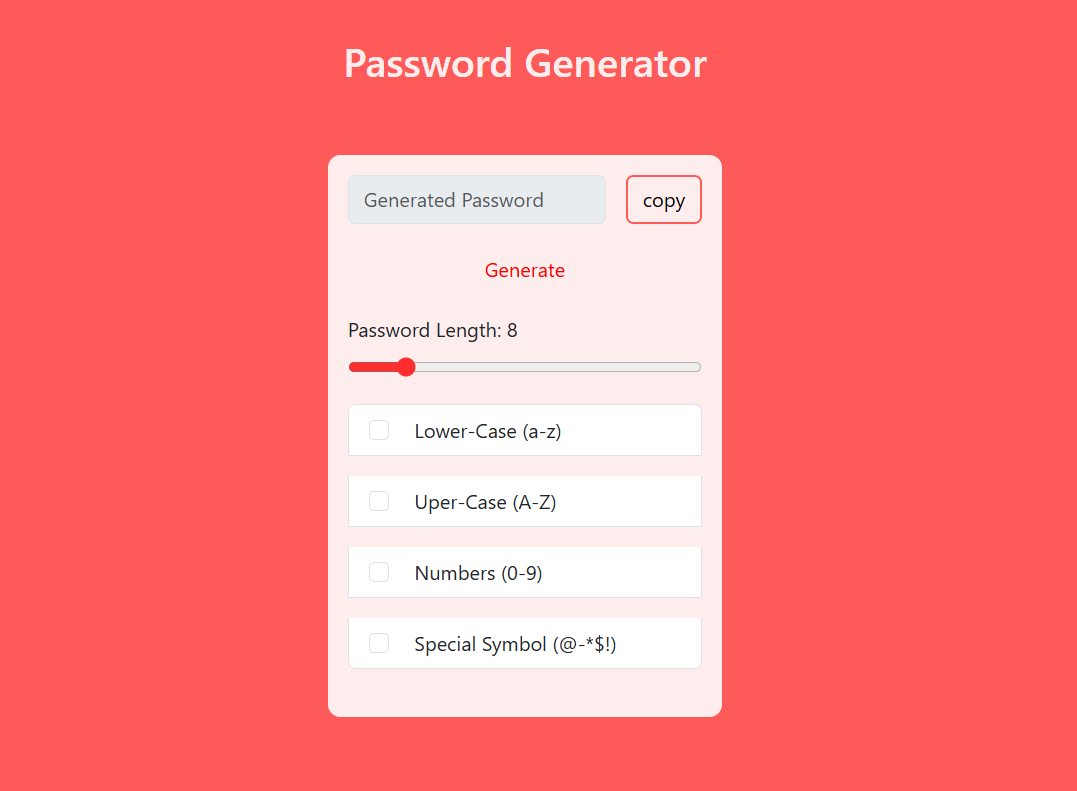 Password Generator
Generated Password
copy
Generate
Password Length: 8
Lower-Case (a-z)
Uper-Case (A-Z)
Numbers (0-9)
Special Symbol (@-*$!)